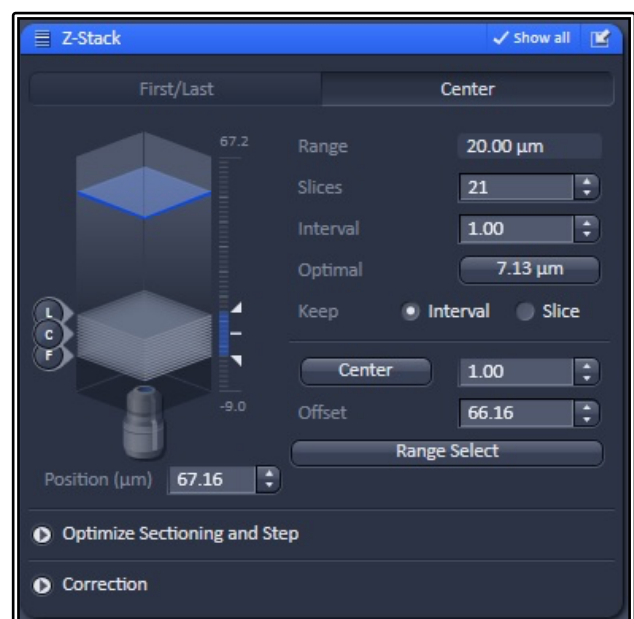 Z-Stack Show all
First/Last Center
67.2
Range 20.00 µm
Slices 21
Interval 1.00
Optimal 7.13 µm
Keep Interval Slice
L
C
F
Center 1.00
-9.0
Offset 66.16
Range Select
Position (µm) 67.16
Optimize Sectioning and Step
Correction